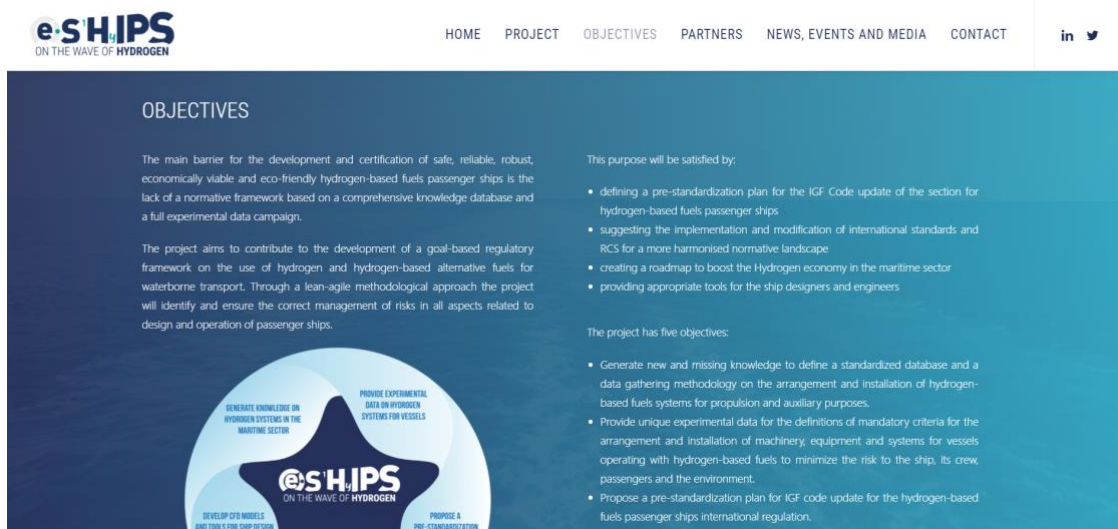 e-SHyIPS
ON THE WAVE OF HYDROGEN
HOME PROJECT OBJECTIVES PARTNERS NEWS, EVENTS AND MEDIA CONTACT in
OBJECTIVES
The main barrier for the development and certification of safe, reliable, robust,
economically viable and eco-friendly hydrogen-based fuels passenger ships is the
lack of a normative framework based on a comprehensive knowledge database and
a full experimental data campaign.
The project aims to contribute to the development of a goal-based regulatory
framework on the use of hydrogen and hydrogen-based alternative fuels for
waterborne transport. Through a lean-agile methodological approach the project
will identify and ensure the correct management of risks in all aspects related to
design and operation of passenger ships.
GENERATE KNOWLEDGE ON
HYDROGEN SYSTEMS IN THE
MARITIME SECTOR
PROVIDE EXPERIMENTAL
DATA ON HYDROGEN
SYSTEMS FOR VESSELS
e-SHyIPS
ON THE WAVE OF HYDROGEN
DEVELOP CFD MODELS
AND TOOLS FOR SHIP DESIGN
PROPOSE A
PRE-STANDARDIZATION
This purpose will be satisfied by:
• defining a pre-standardization plan for the IGF Code update of the section for
hydrogen-based fuels passenger ships
• suggesting the implementation and modification of international standards and
RCS for a more harmonised normative landscape
• creating a roadmap to boost the Hydrogen economy in the maritime sector
• providing appropriate tools for the ship designers and engineers
The project has five objectives:
• Generate new and missing knowledge to define a standardized database and a
data gathering methodology on the arrangement and installation of hydrogen-
based fuels systems for propulsion and auxiliary purposes.
• Provide unique experimental data for the definitions of mandatory criteria for the
arrangement and installation of machinery, equipment and systems for vessels
operating with hydrogen-based fuels to minimize the risk to the ship, its crew,
passengers and the environment.
• Propose a pre-standardization plan for IGF code update for the hydrogen-based
fuels passenger ships international regulation.